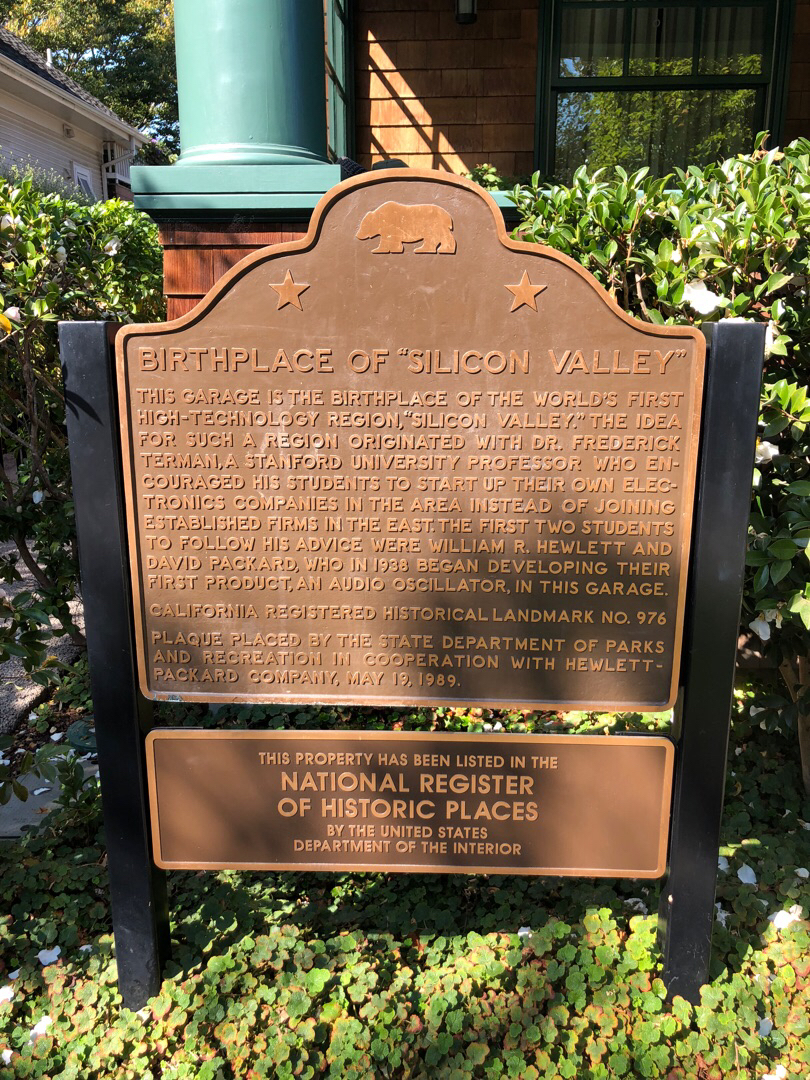 BIRTHPLACE OF "SILICON VALLEY"
THIS GARAGE IS THE BIRTHPLACE OF THE WORLD'S FIRST
HIGH-TECHNOLOGY REGION, "SILICON VALLEY." THE IDEA
FOR SUCH A REGION ORIGINATED WITH DR. FREDERICK
TERMAN, A STANFORD UNIVERSITY PROFESSOR WHO EN-
COURAGED HIS STUDENTS TO START UP THEIR OWN ELEC-
TRONICS COMPANIES IN THE AREA INSTEAD OF JOINING
ESTABLISHED FIRMS IN THE EAST. THE FIRST TWO STUDENTS
TO FOLLOW HIS ADVICE WERE WILLIAM R. HEWLETT AND
DAVID PACKARD, WHO IN 1938 BEGAN DEVELOPING THEIR
FIRST PRODUCT, AN AUDIO OSCILLATOR, IN THIS GARAGE.
CALIFORNIA REGISTERED HISTORICAL LANDMARK NO. 976
PLAQUE PLACED BY THE STATE DEPARTMENT OF PARKS
AND RECREATION IN COOPERATION WITH HEWLETT-
PACKARD COMPANY, MAY 19, 1989.
THIS PROPERTY HAS BEEN LISTED IN THE
NATIONAL REGISTER
OF HISTORIC PLACES
BY THE UNITED STATES
DEPARTMENT OF THE INTERIOR